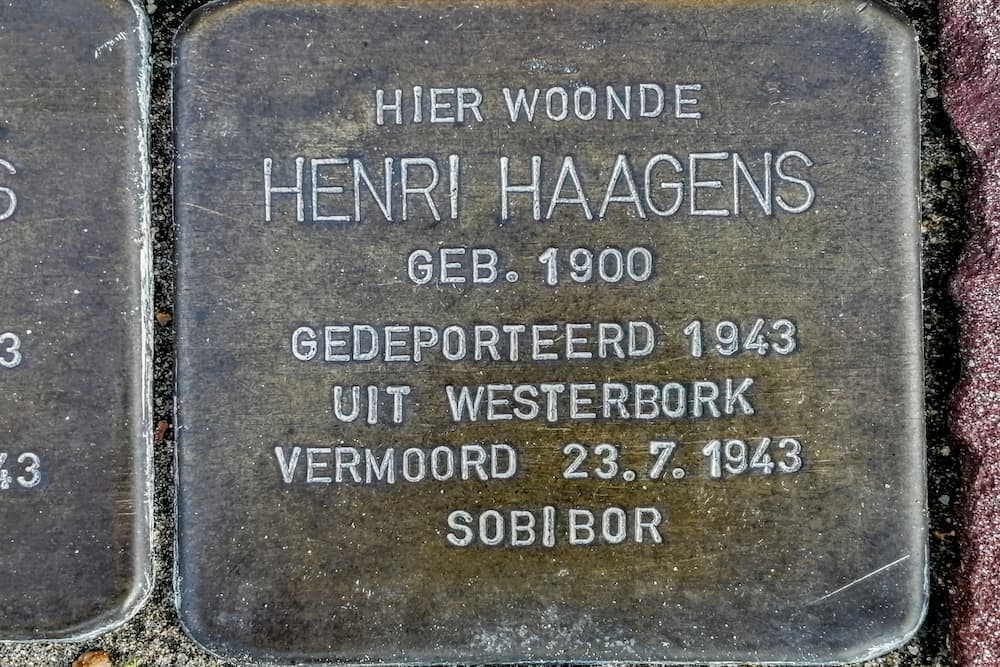 HIER WOONDE
HENRI HAAGENS
GEB. 1900
GEDEPORTEERD 1943
UIT WESTERBORK
VERMOORD 23.7.1943
SOBIBOR